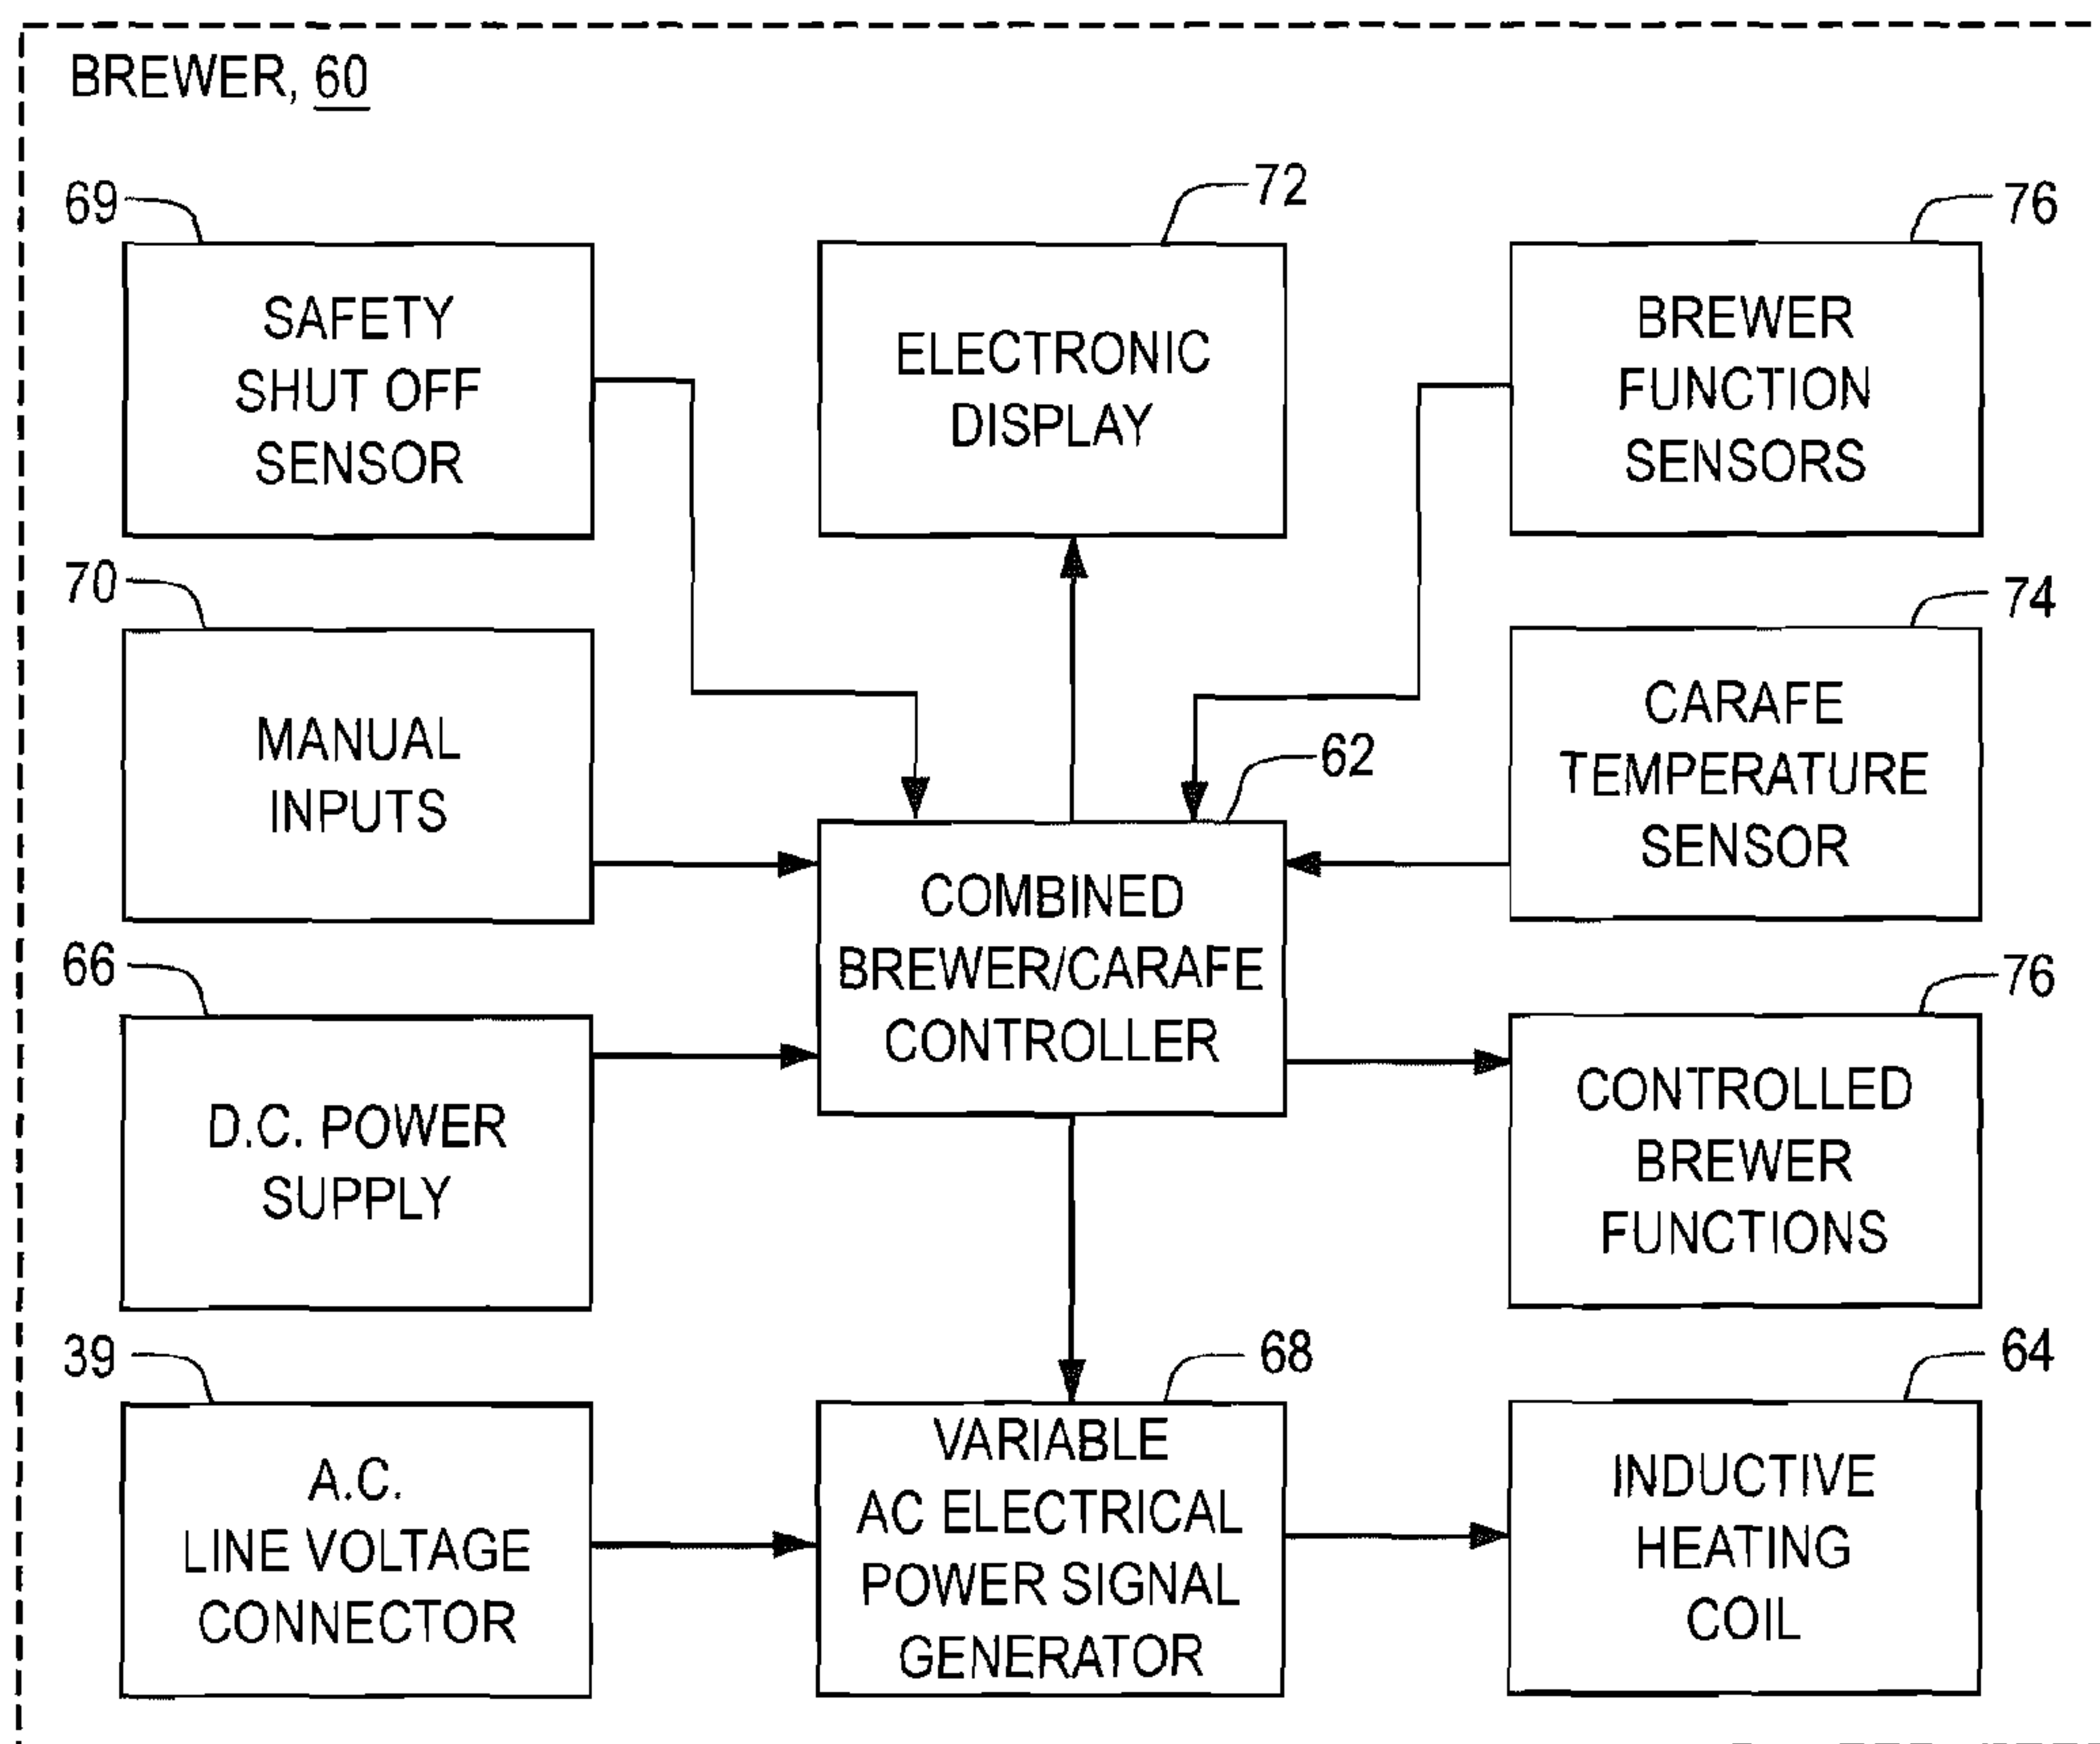 BREWER, 60
69
SAFETY
SHUT OFF
SENSOR
72
ELECTRONIC
DISPLAY
76
BREWER
FUNCTION
SENSORS
70
MANUAL
INPUTS
74
CARAFE
TEMPERATURE
SENSOR
62
COMBINED
BREWER/CARAFE
CONTROLLER
66
D.C. POWER
SUPPLY
76
CONTROLLED
BREWER
FUNCTIONS
39
A.C.
LINE VOLTAGE
CONNECTOR
68
VARIABLE
AC ELECTRICAL
POWER SIGNAL
GENERATOR
64
INDUCTIVE
HEATING
COIL